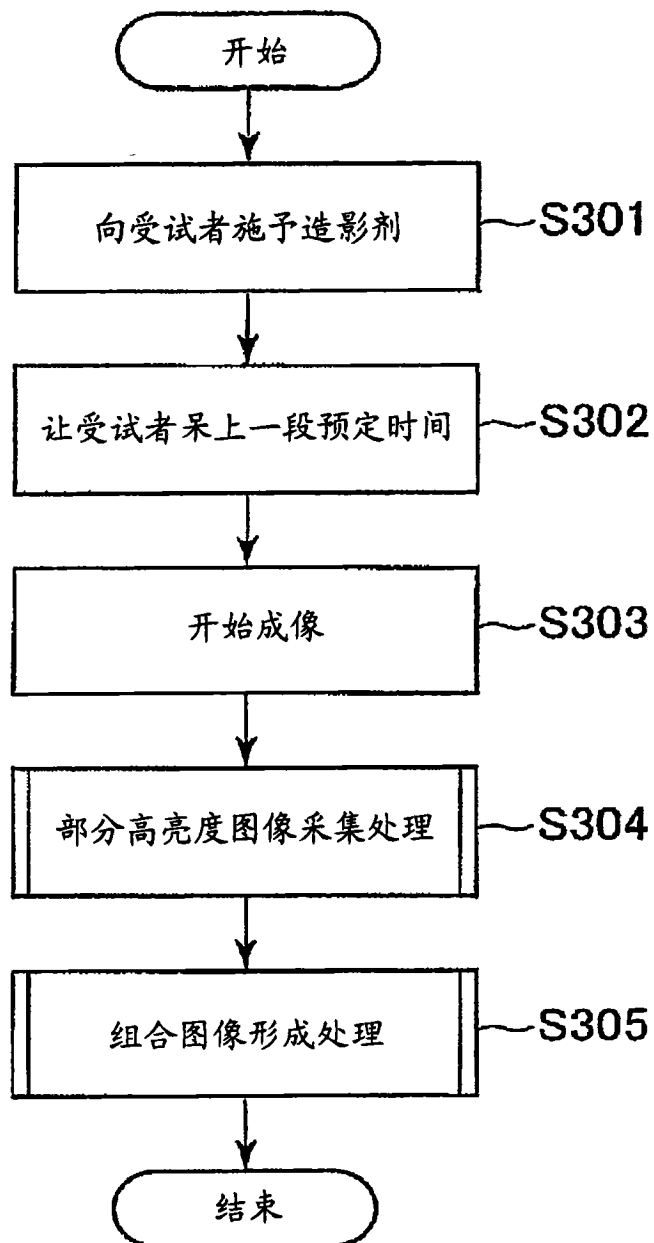 开始
向受试者施予造影剂
S301
让受试者呆上一段预定时间
S302
开始成像
S303
部分高亮度图像采集处理
S304
组合图像形成处理
S305
结束